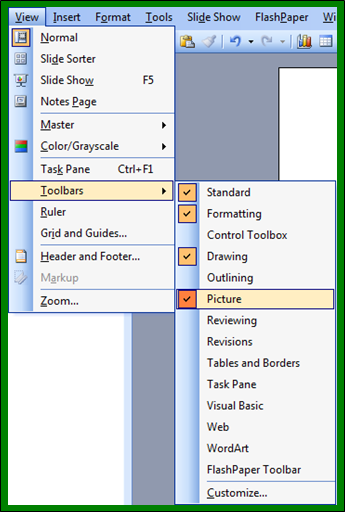 View Insert Format Tools Slide Show FlashPaper
Normal
Slide Sorter
Slide Show F5
Notes Page
Master
Color/Grayscale
Task Pane Ctrl+F1
Toolbars
Ruler
Grid and Guides...
Header and Footer...
Markup
Zoom...
Standard
Formatting
Control Toolbox
Drawing
Outlining
Picture
Reviewing
Revisions
Tables and Borders
Task Pane
Visual Basic
Web
WordArt
FlashPaper Toolbar
Customize...